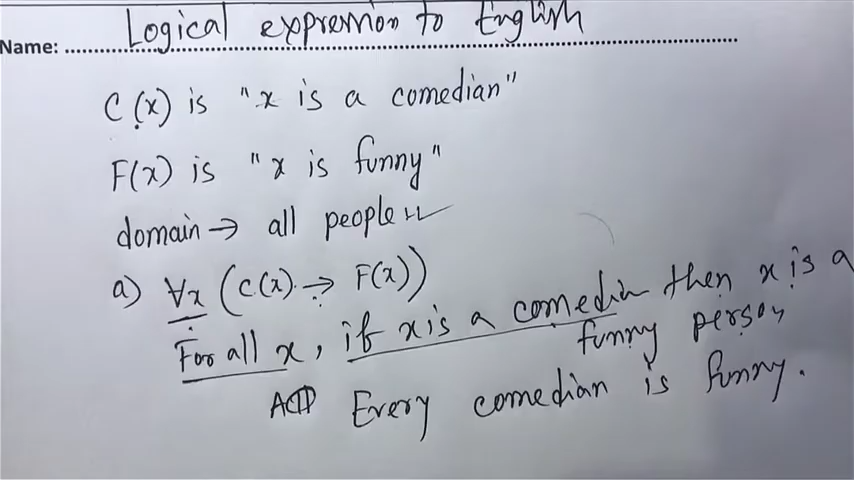 Logical expression to English
Name:
C(x) is "x is a comedian"
F(x) is "x is funny"
domain → all people
a) ∀x (C(x) → F(x))
For all x, if x is a comedin then x is a
funny person
Every comedian is funny.